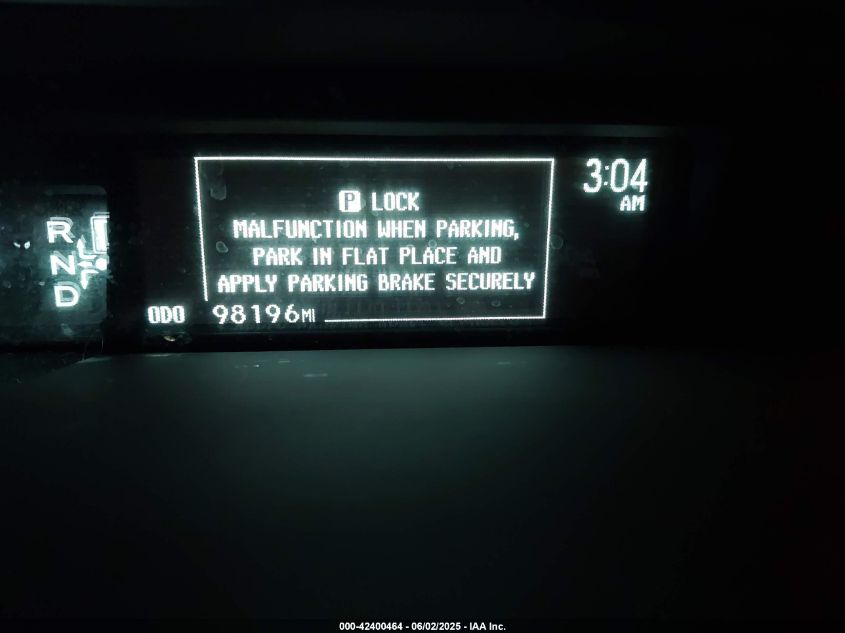 P LOCK
MALFUNCTION WHEN PARKING,
PARK IN FLAT PLACE AND
APPLY PARKING BRAKE SECURELY
ODO 98196MI
3:04
AM
R
N
D
000-42400464 - 06/02/2025 - IAA Inc.